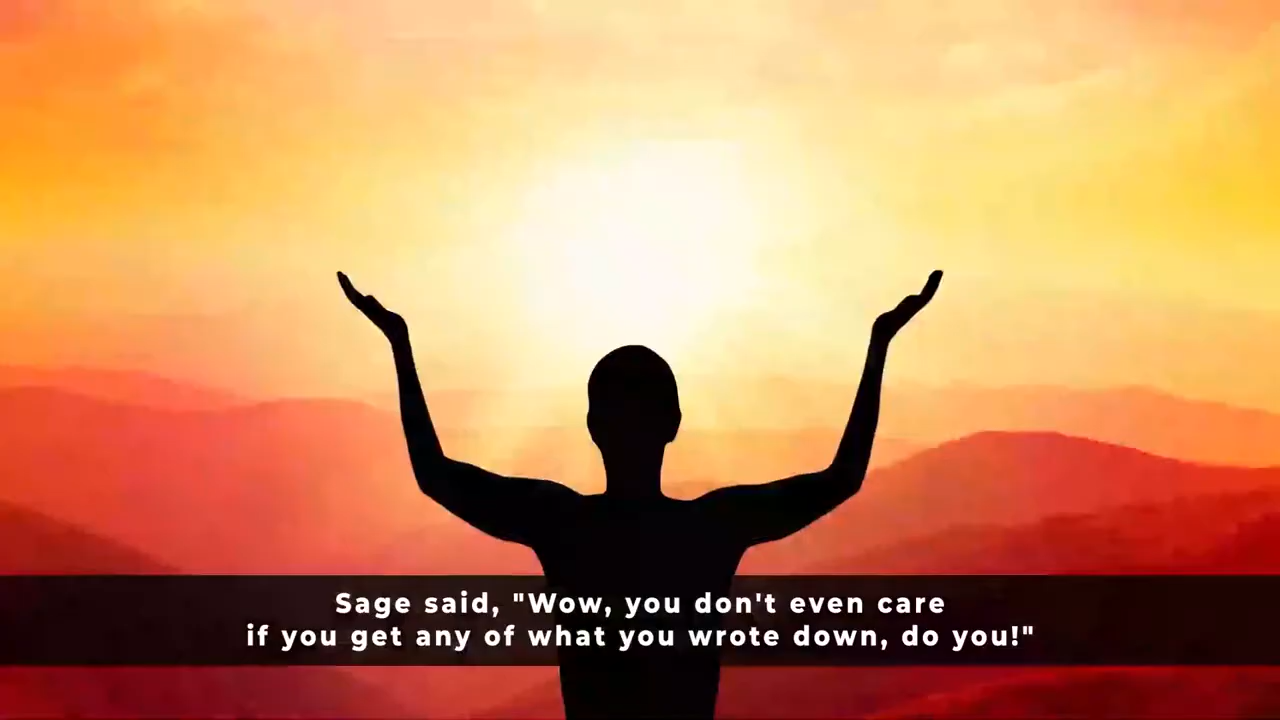 Sage said, "Wow, you don't even care
if you get any of what you wrote down, do you!"